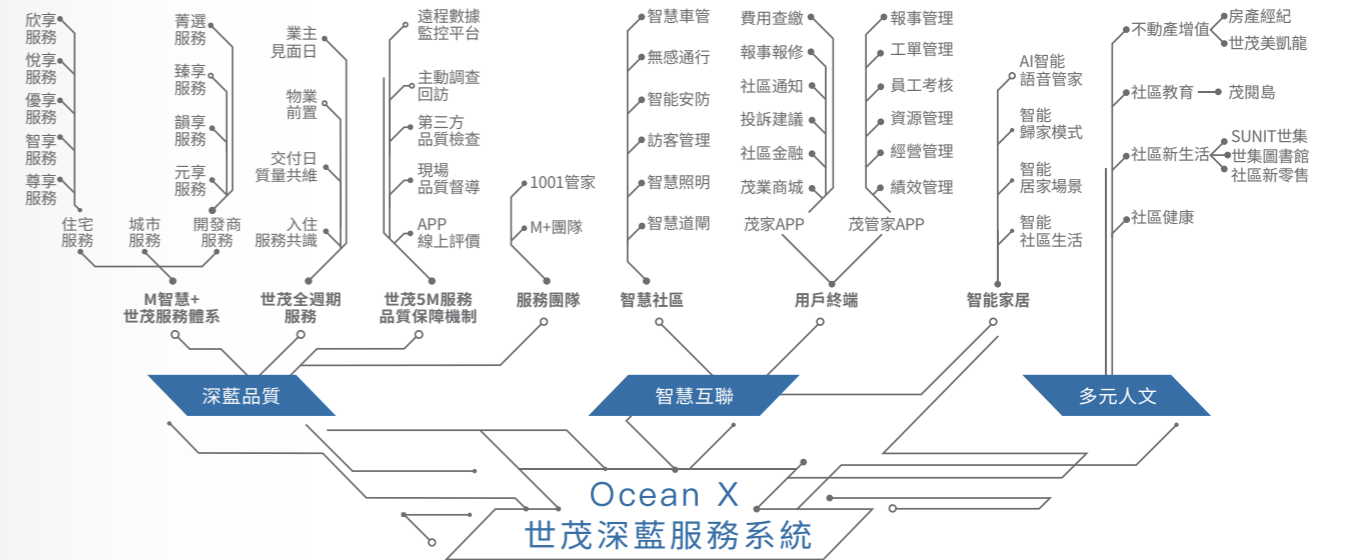 欣享
服務
悅享
服務
優享
服務
智享
服務
尊享
服務
住宅
服務
城市
服務
菁選
服務
臻享
服務
韻享
服務
元享
服務
開發商
服務
M智慧+
世茂服務體系
業主
見面日
物業
前置
交付日
質量共維
入住
服務共識
世茂全週期
服務
遠程數據
監控平台
主動調查
回訪
第三方
品質檢查
現場
品質督導
APP
線上評價
世茂5M服務
品質保障機制
1001管家
M+團隊
服務團隊
深藍品質
智慧車管
無感通行
智能安防
訪客管理
智慧照明
智慧道閘
智慧社區
費用查繳
報事報修
社區通知
投訴建議
社區金融
茂業商城
茂家APP
報事管理
工單管理
員工考核
資源管理
經營管理
績效管理
茂管家APP
用戶終端
AI智能
語音管家
智能
歸家模式
智能
居家場景
智能
社區生活
智能家居
智慧互聯
不動產增值
房產經紀
世茂美凱龍
社區教育
茂閱島
社區新生活
SUNIT世集
世集圖書館
社區新零售
社區健康
多元人文
Ocean X
世茂深藍服務系統